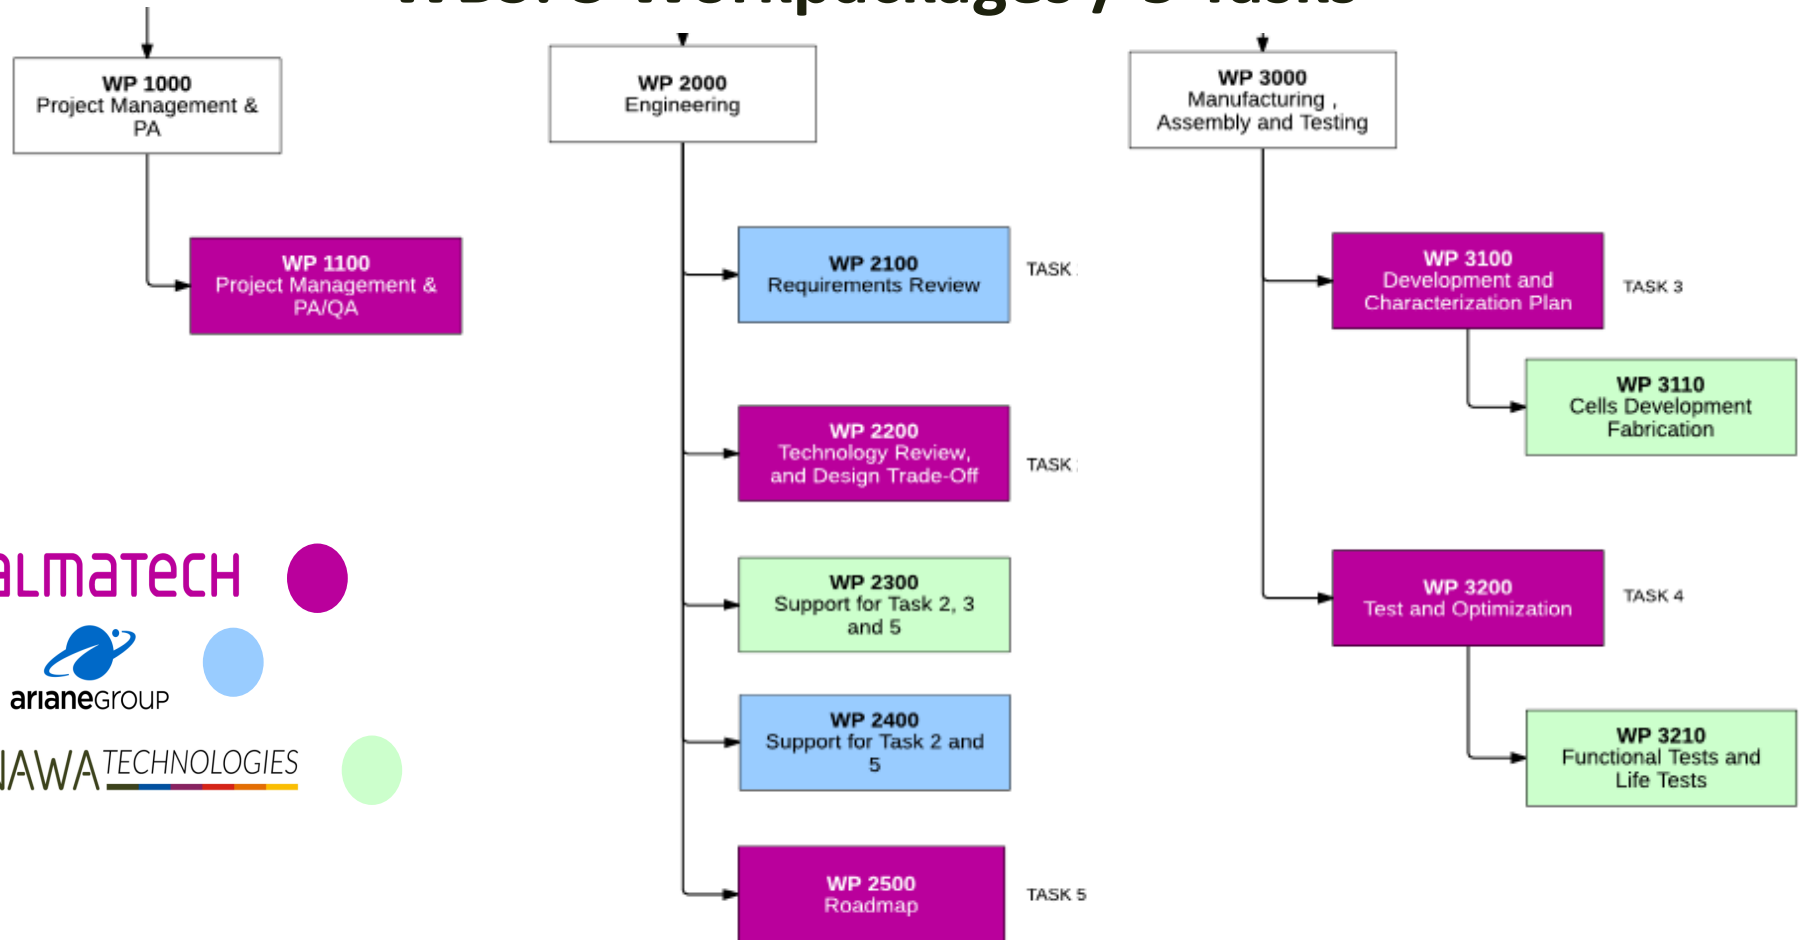 WP 1000
Project Management &
PA
WP 1100
Project Management &
PA/QA
WP 2000
Engineering
WP 2100
Requirements Review
TASK
WP 2200
Technology Review,
and Design Trade-Off
TASK
WP 2300
Support for Task 2, 3
and 5
WP 2400
Support for Task 2 and
5
WP 2500
Roadmap
TASK 5
WP 3000
Manufacturing ,
Assembly and Testing
WP 3100
Development and
Characterization Plan
TASK 3
WP 3110
Cells Development
Fabrication
WP 3200
Test and Optimization
TASK 4
WP 3210
Functional Tests and
Life Tests
aLmaTeCH
arianeGROUP
NAWA TECHNOLOGIES